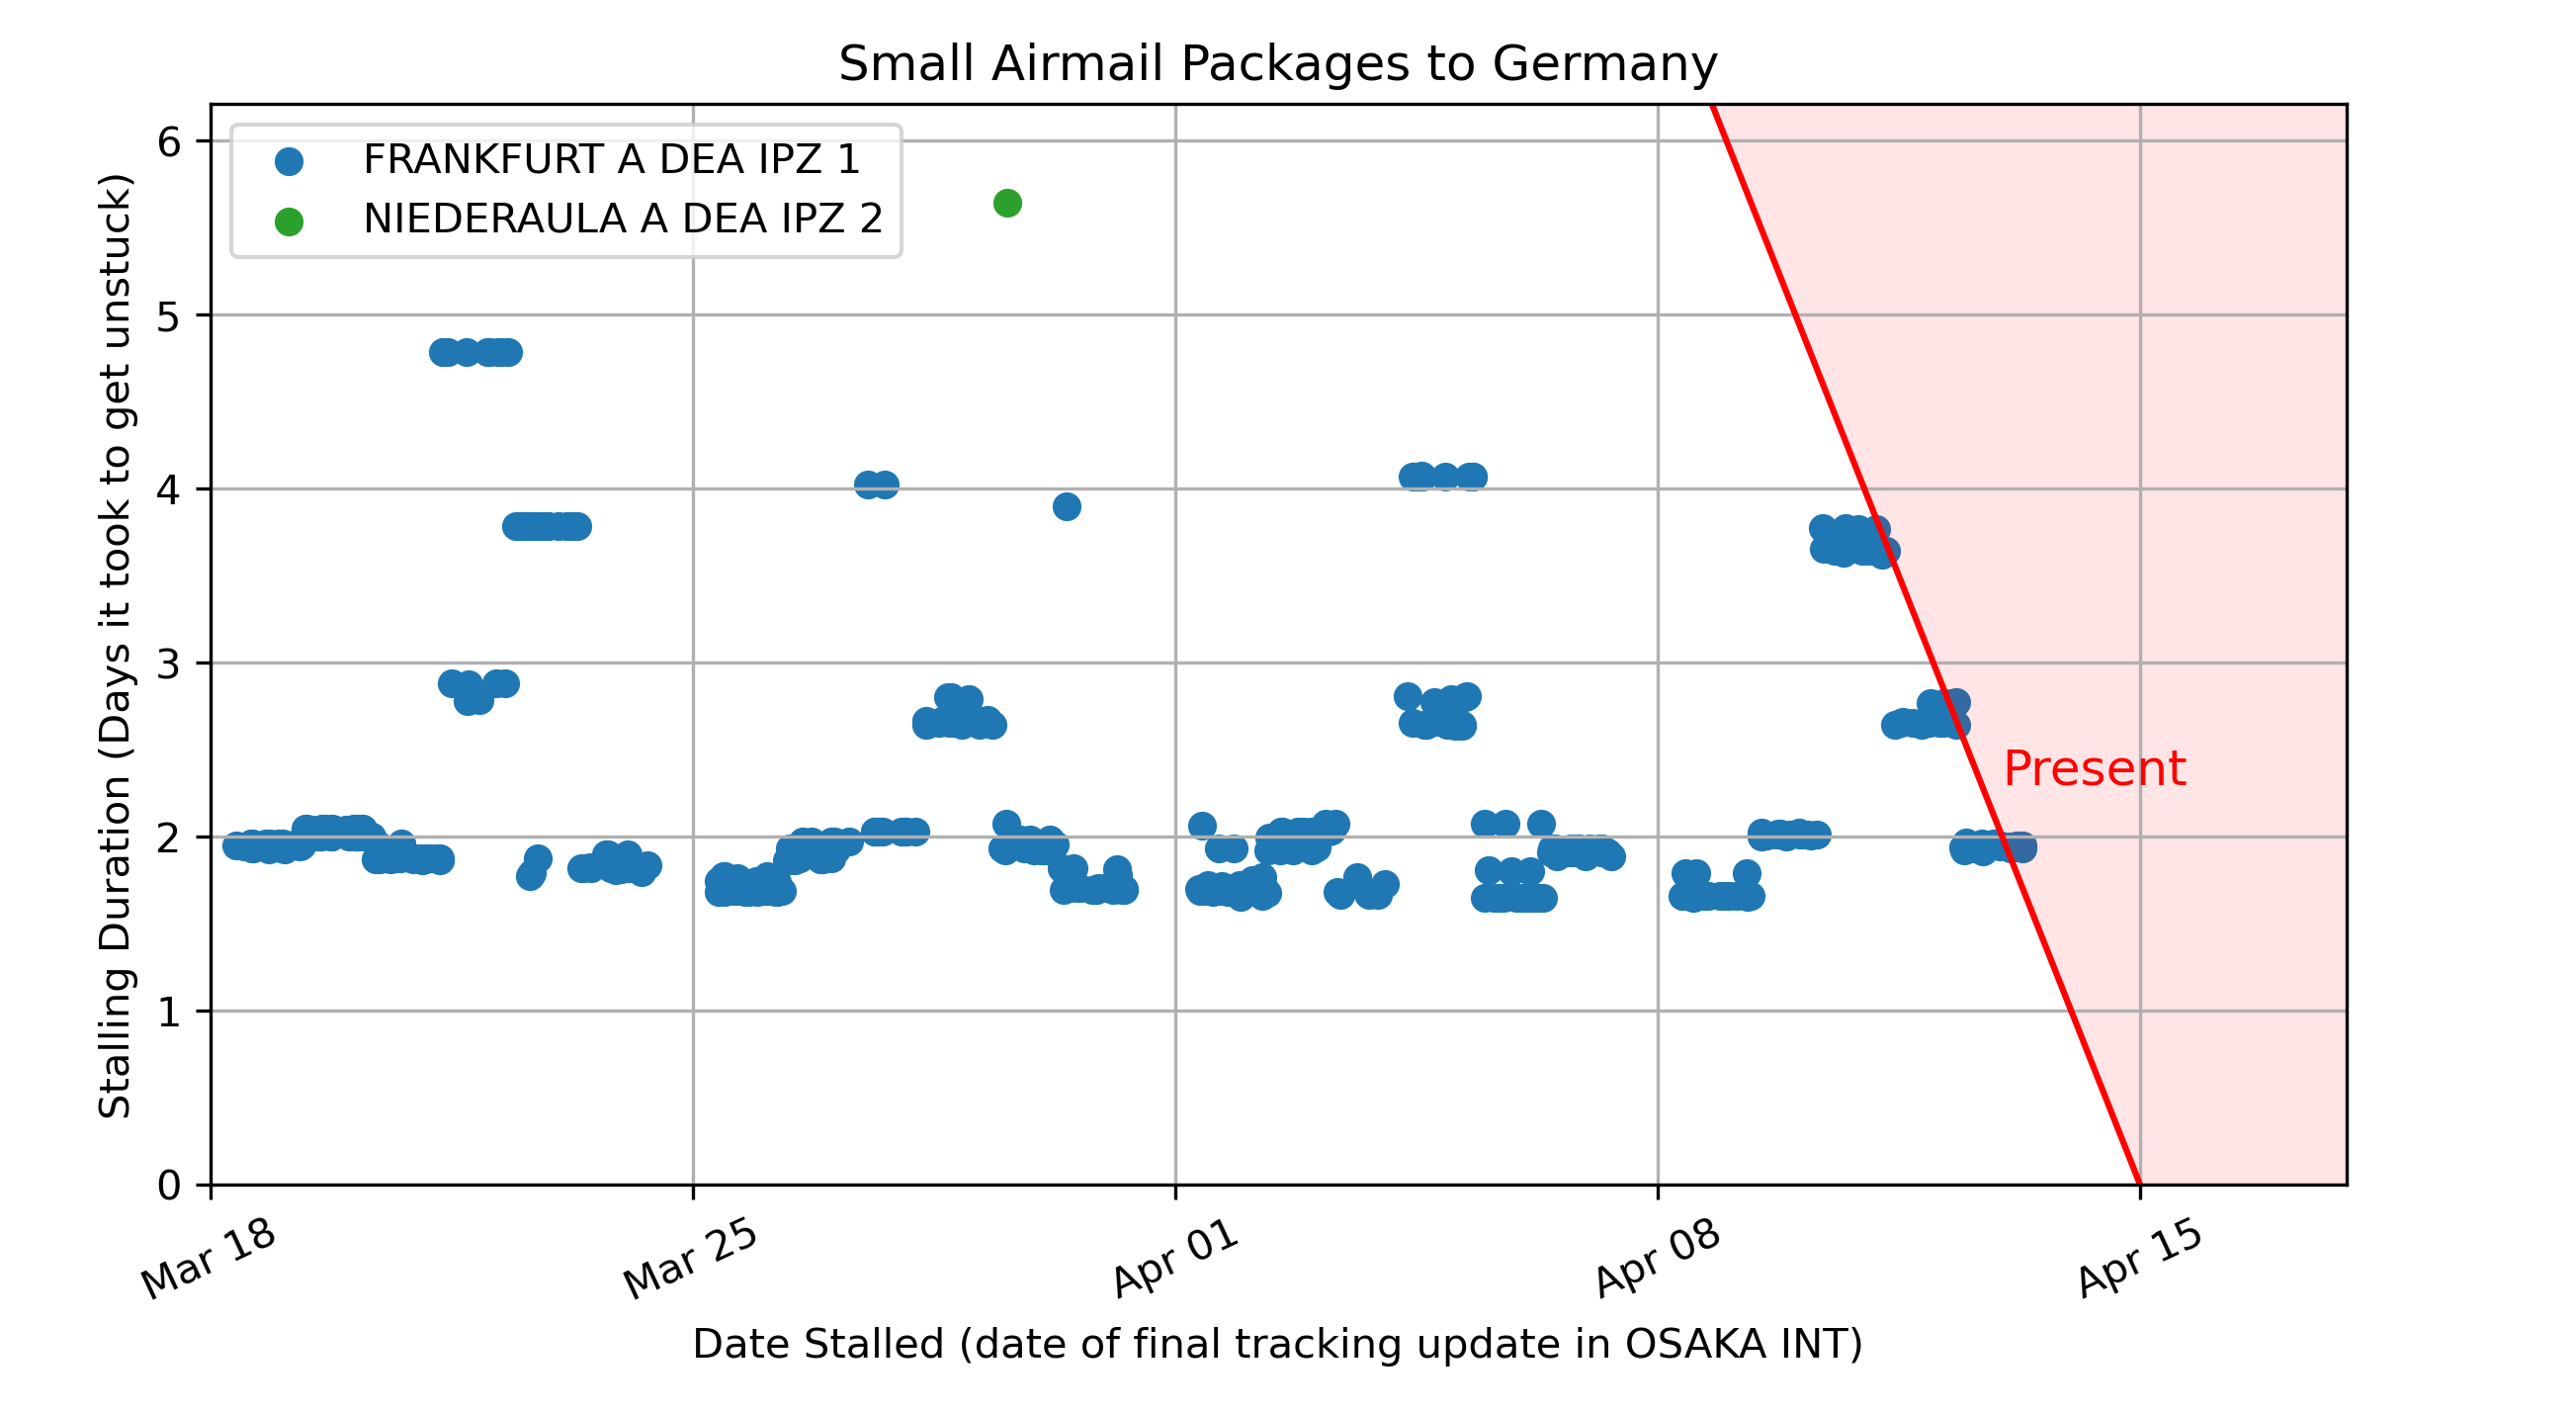 Small Airmail Packages to Germany
FRANKFURT A DEA IPZ 1
NIEDERAULA A DEA IPZ 2
Stalling Duration (Days it took to get unstuck)
6
5
4
3
2
1
0
Present
Mar 18
Mar 25
Apr 01
Apr 08
Apr 15
Date Stalled (date of final tracking update in OSAKA INT)